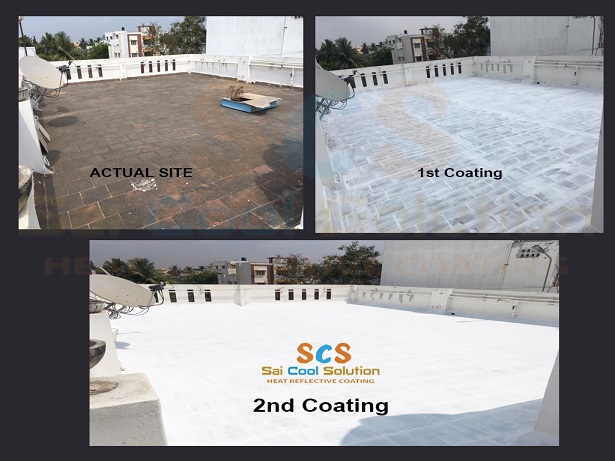 ACTUAL SITE
1st Coating
SCS
Sai Cool Solution
HEAT REFLECTIVE COATING
2nd Coating